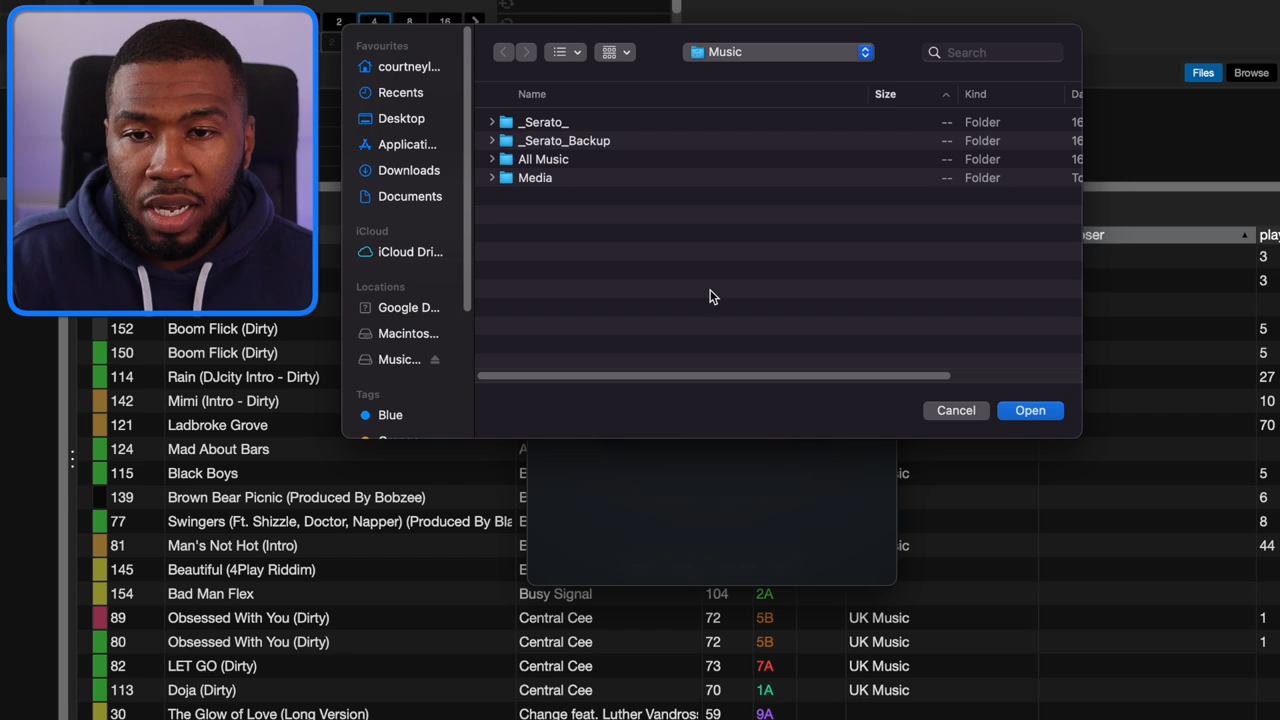 2 4 8 16
Favourites
courtneyl...
Recents
Desktop
Applicati...
Downloads
Documents
iCloud
iCloud Dri...
Locations
Google D...
Macintos...
Music...
Tags
Blue
Music
Search
Name Size Kind
_Serato_ -- Folder 16
_Serato_Backup -- Folder 16
All Music -- Folder 16
Media -- Folder To
Cancel Open
Files Browse
oser play
3
3
152 Boom Flick (Dirty) 5
150 Boom Flick (Dirty) 5
114 Rain (DJcity Intro - Dirty) 27
142 Mimi (Intro - Dirty) 10
121 Ladbroke Grove 70
124 Mad About Bars A
115 Black Boys B ic 5
139 Brown Bear Picnic (Produced By Bobzee) E 6
77 Swingers (Ft. Shizzle, Doctor, Napper) (Produced By Bla E 8
81 Man's Not Hot (Intro) E ic 44
145 Beautiful (4Play Riddim) E
154 Bad Man Flex Busy Signal 104 2A
89 Obsessed With You (Dirty) Central Cee 72 5B UK Music 1
80 Obsessed With You (Dirty) Central Cee 72 5B UK Music 1
82 LET GO (Dirty) Central Cee 73 7A UK Music
113 Doja (Dirty) Central Cee 70 1A UK Music
30 The Glow of Love (Long Version) Change feat. Luther Vandros 59 9A